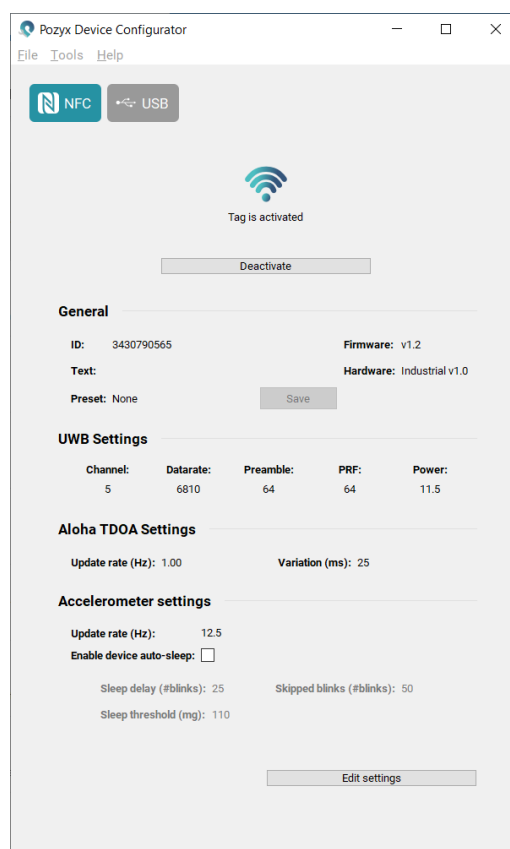 Pozyx Device Configurator
File Tools Help
NFC USB
Tag is activated
Deactivate
General
ID: 3430790565 Firmware: v1.2
Text: Hardware: Industrial v1.0
Preset: None Save
UWB Settings
Channel: Datarate: Preamble: PRF: Power:
5 6810 64 64 11.5
Aloha TDOA Settings
Update rate (Hz): 1.00 Variation (ms): 25
Accelerometer settings
Update rate (Hz): 12.5
Enable device auto-sleep:
Sleep delay (#blinks): 25 Skipped blinks (#blinks): 50
Sleep threshold (mg): 110
Edit settings